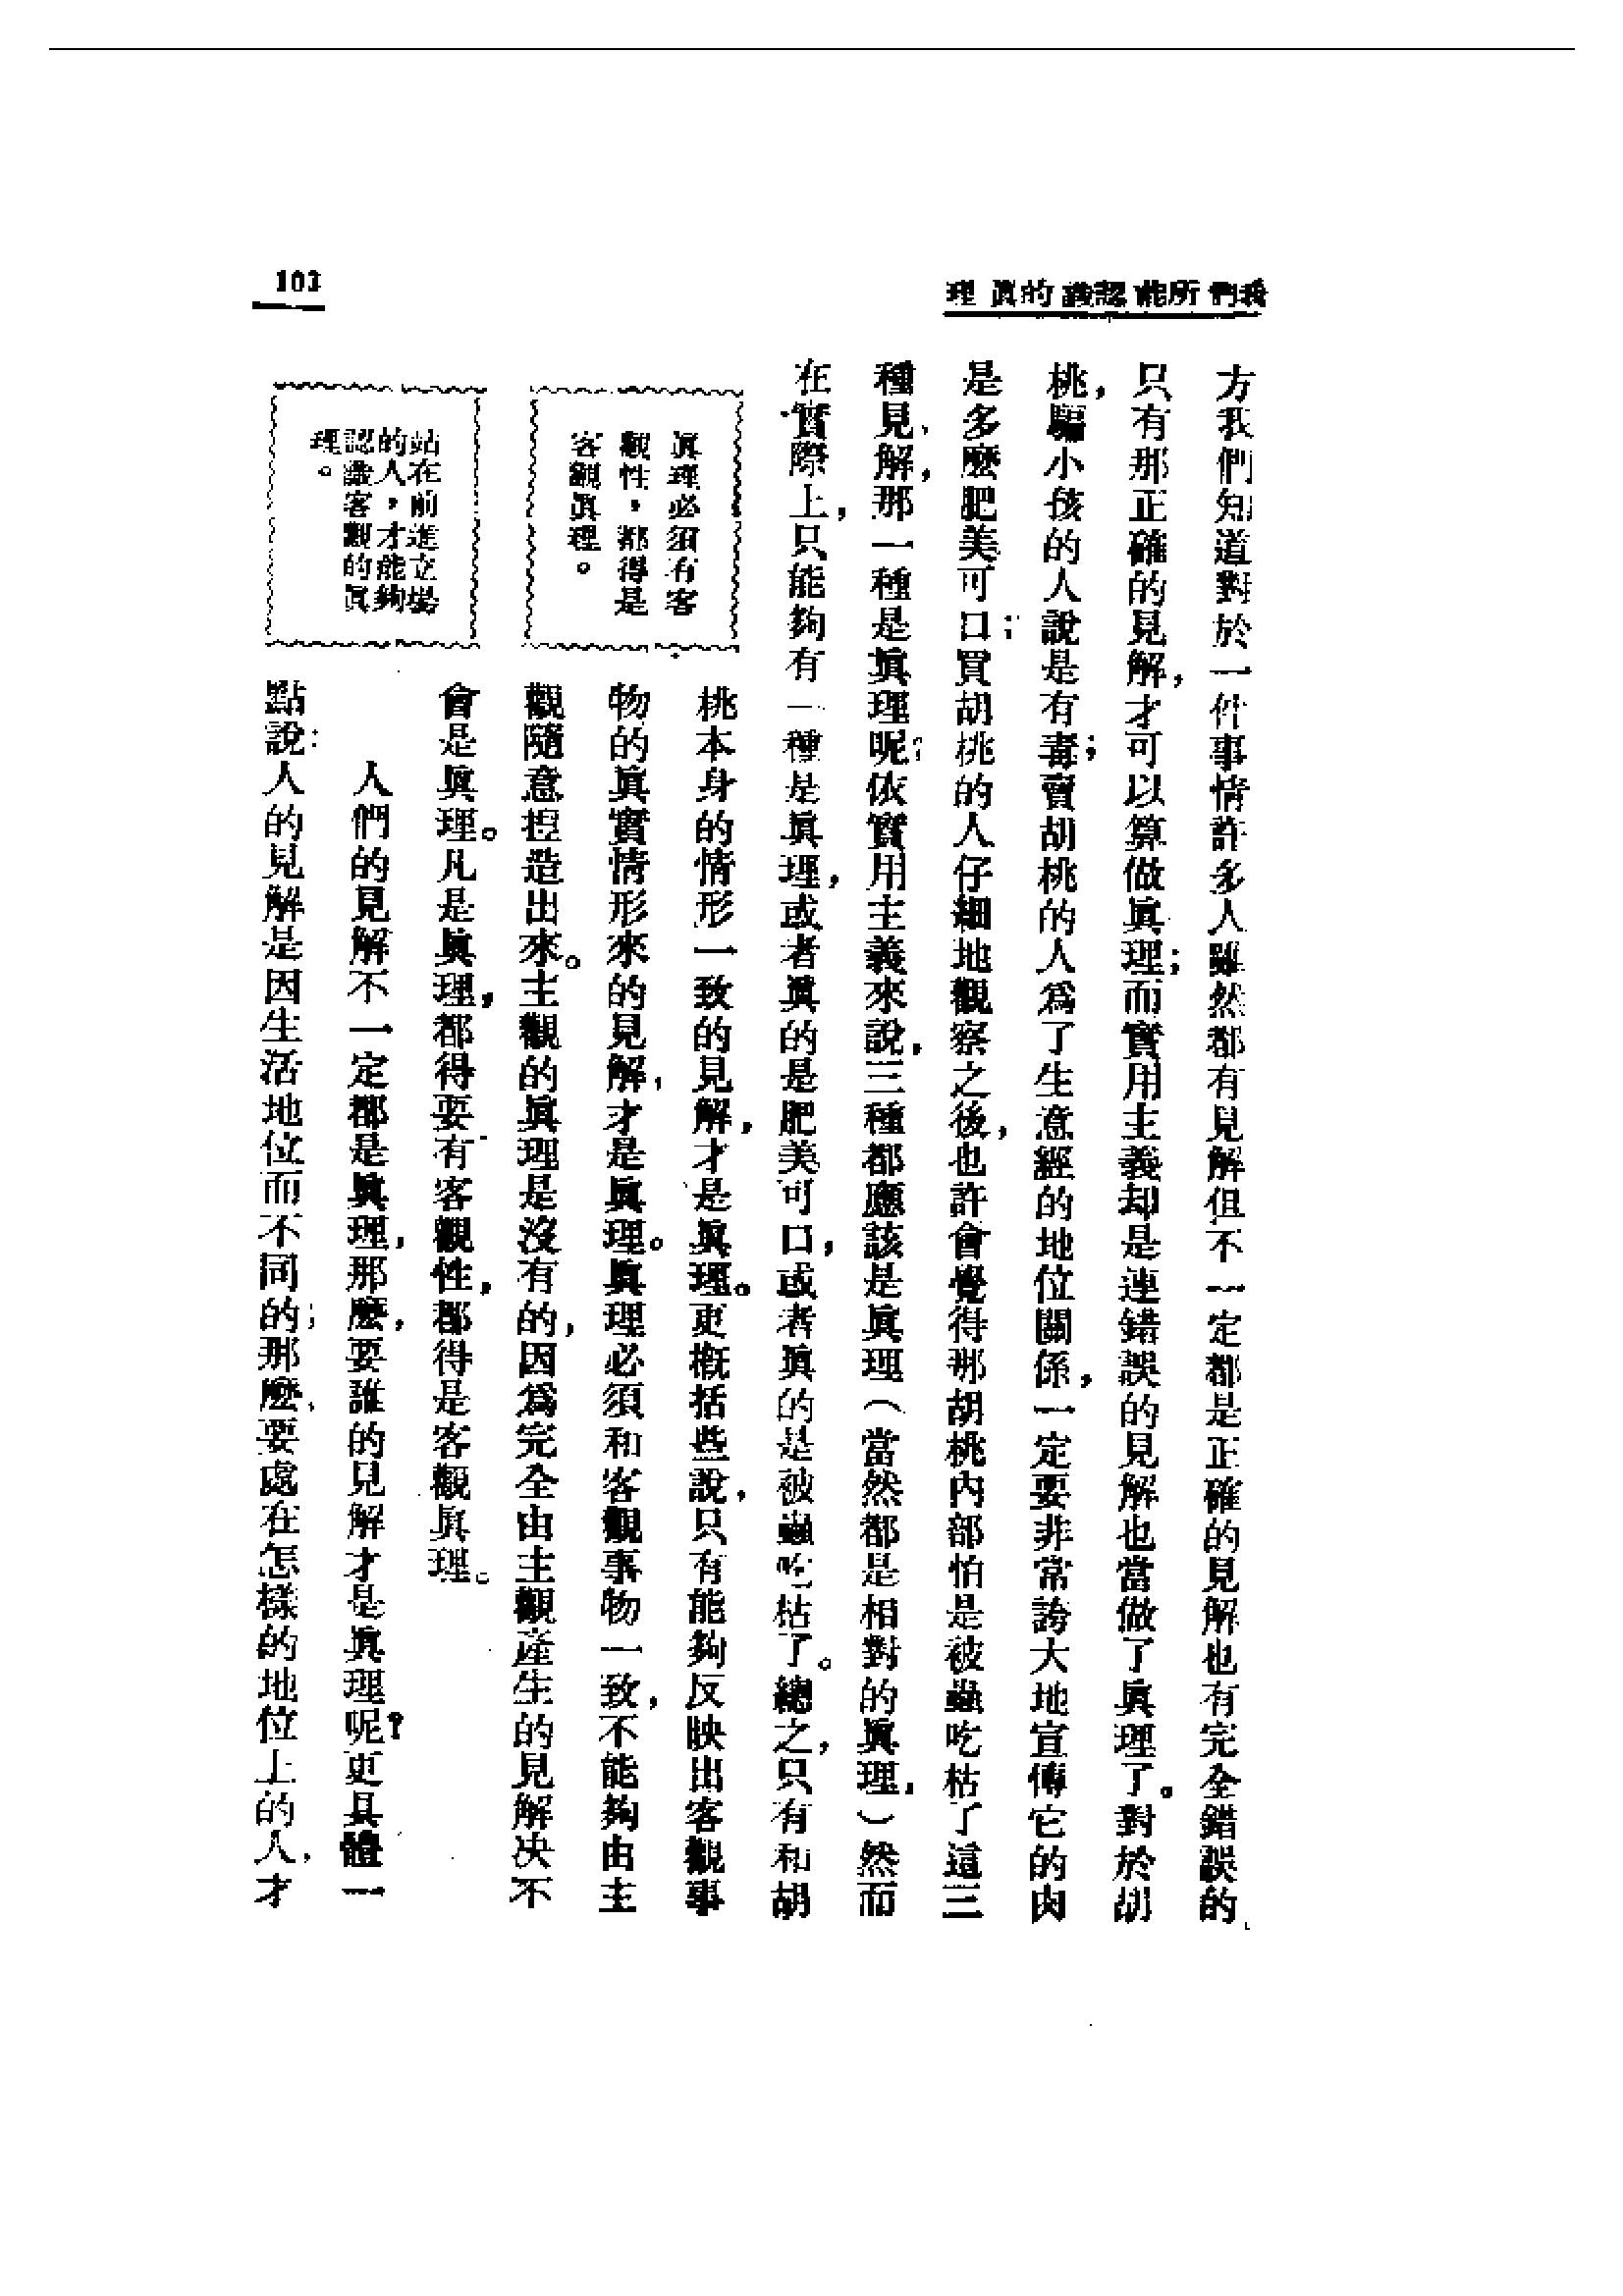 我們所能認識的眞理
103
方我們知道對於一件事情許多人雖然都有見解但不一定都是正確的見解也有完全錯誤的
只有那正確的見解，才可以算做眞理；而實用主義却是連錯誤的見解也當做了眞理了。對於胡
桃，騙小孩的人說是有毒；賣胡桃的人爲了生意經的地位關係，一定要非常誇大地宣傳它的肉
是多麼肥美可口；買胡桃的人仔細地觀察之後，也許會覺得那胡桃內部怕是被蟲吃枯了這三
種見解，那一種是眞理呢？依實用主義來說，三種都應該是眞理（當然都是相對的眞理，）然而
在實際上，只能夠有一種是眞理，或者眞的是肥美可口，或者眞的是被蟲吃枯了。總之，只有和胡
眞理必須有客
觀性，都得是
客觀眞理。
桃本身的情形一致的見解，才是眞理。更概括些說，只有能夠反映出客觀事
物的眞實情形來的見解，才是眞理。眞理必須和客觀事物一致，不能夠由主
觀隨意捏造出來。主觀的眞理是沒有的，因爲完全由主觀產生的見解决不
會是眞理。凡是眞理，都得要有客觀性，都得是客觀眞理。
站在前進立場
的人，才能夠
認識客觀的眞
理。
人們的見解不一定都是眞理，那麼，要誰的見解才是眞理呢？更具體一
點說：人的見解是因生活地位而不同的；那麼，要處在怎樣的地位上的人，才